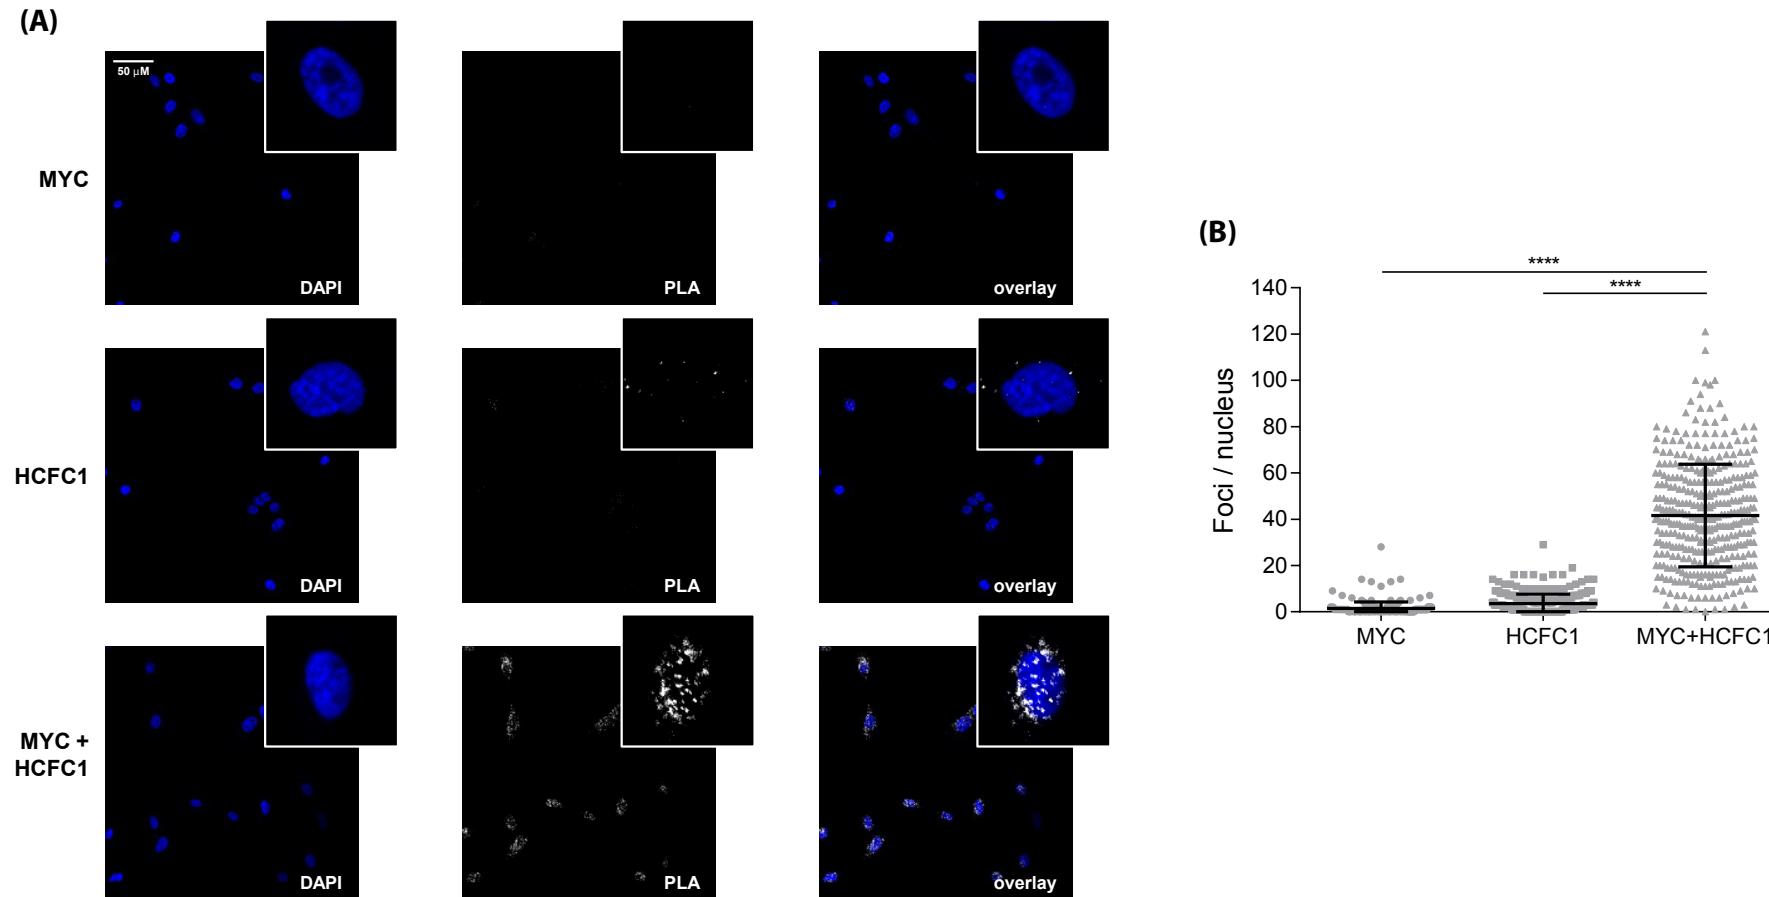 (A)
50 μM
MYC
DAPI
PLA
overlay
HCFC1
DAPI
PLA
overlay
MYC +
HCFC1
DAPI
PLA
overlay
(B)
****
****
140
120
100
80
60
40
20
0
Foci / nucleus
MYC
HCFC1
MYC+HCFC1